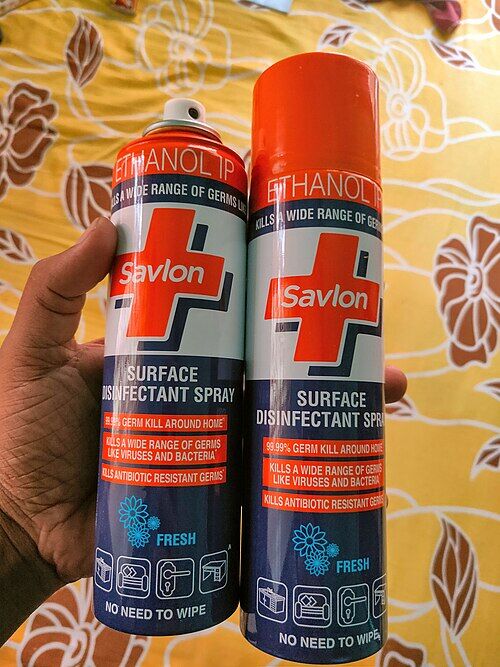 ETHANOL IP
KILLS A WIDE RANGE OF GERMS LIKE
Savlon
SURFACE
DISINFECTANT SPRAY
99.99% GERM KILL AROUND HOME*
KILLS A WIDE RANGE OF GERMS
LIKE VIRUSES AND BACTERIA*
KILLS ANTIBIOTIC RESISTANT GERMS*
FRESH
NO NEED TO WIPE
ETHANOL IP
KILLS A WIDE RANGE OF GERMS
Savlon
SURFACE
DISINFECTANT SPRAY
99.99% GERM KILL AROUND HOME*
KILLS A WIDE RANGE OF GERMS
LIKE VIRUSES AND BACTERIA*
KILLS ANTIBIOTIC RESISTANT GERMS
FRESH
NO NEED TO WIPE